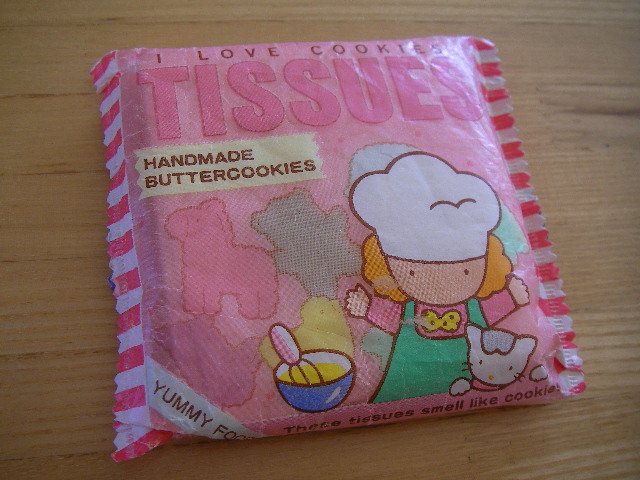 I LOVE COOKIES
TISSUES
HANDMADE
BUTTERCOOKIES
YUMMY FOO
These tissues smell like cookies